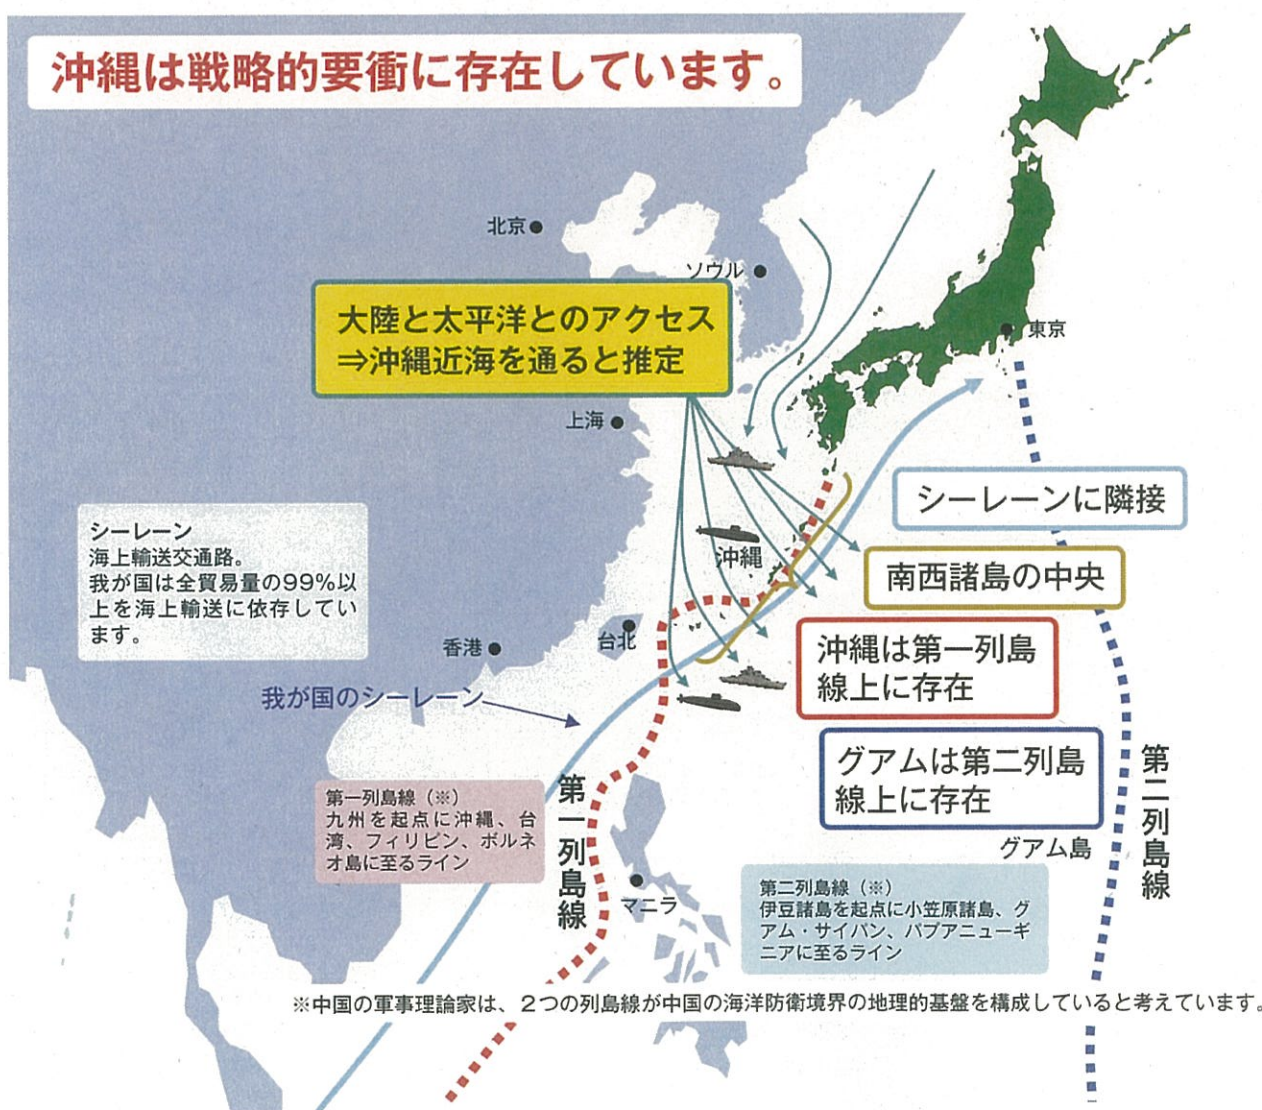 沖縄は戦略的要衝に存在しています。
北京
ソウル
大陸と太平洋とのアクセス
⇒沖縄近海を通ると推定
東京
上海
シーレーンに隣接
シーレーン
海上輸送交通路。
我が国は全貿易量の99%以
上を海上輸送に依存してい
ます。
沖縄
南西諸島の中央
台北
香港
沖縄は第一列島
線上に存在
我が国のシーレーン
グアムは第二列島
線上に存在
第一列島線
第二列島線
第一列島線（※）
九州を起点に沖縄、台
湾、フィリピン、ボルネ
オ島に至るライン
グアム島
マニラ
第二列島線（※）
伊豆諸島を起点に小笠原諸島、グ
アム・サイパン、パプアニューギ
ニアに至るライン
※中国の軍事理論家は、２つの列島線が中国の海洋防衛境界の地理的基盤を構成していると考えています。